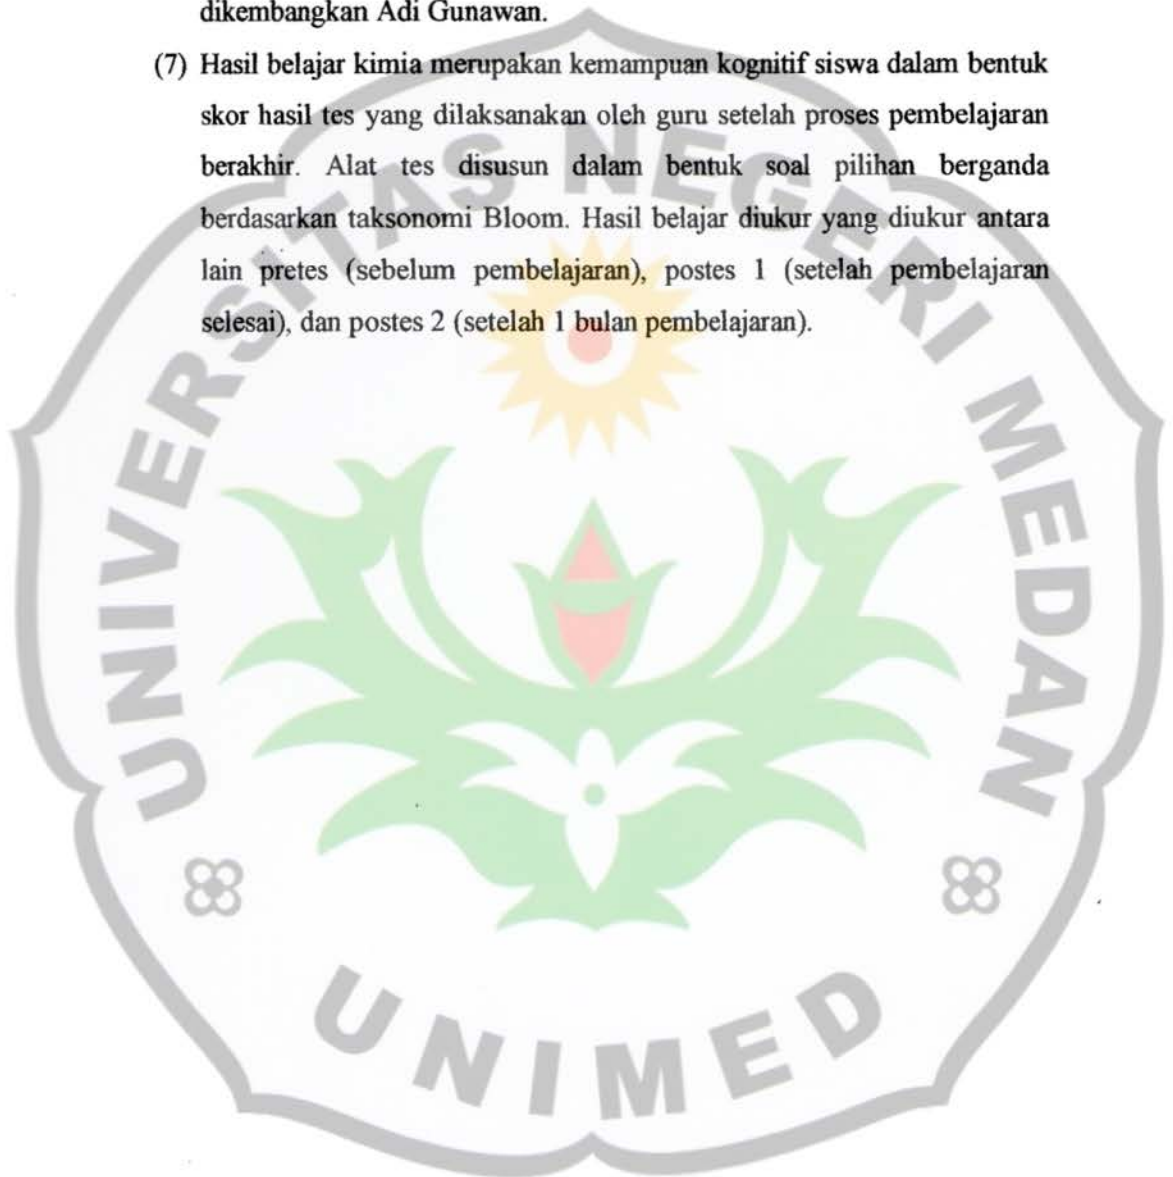 dikembangkan Adi Gunawan.
(7) Hasil belajar kimia merupakan kemampuan kognitif siswa dalam bentuk
skor hasil tes yang dilaksanakan oleh guru setelah proses pembelajaran
berakhir. Alat tes disusun dalam bentuk soal pilihan berganda
berdasarkan taksonomi Bloom. Hasil belajar diukur yang diukur antara
lain pretes (sebelum pembelajaran), postes 1 (setelah pembelajaran
selesai), dan postes 2 (setelah 1 bulan pembelajaran).
UNIVERSITAS NEGERI MEDAN
UNIMED